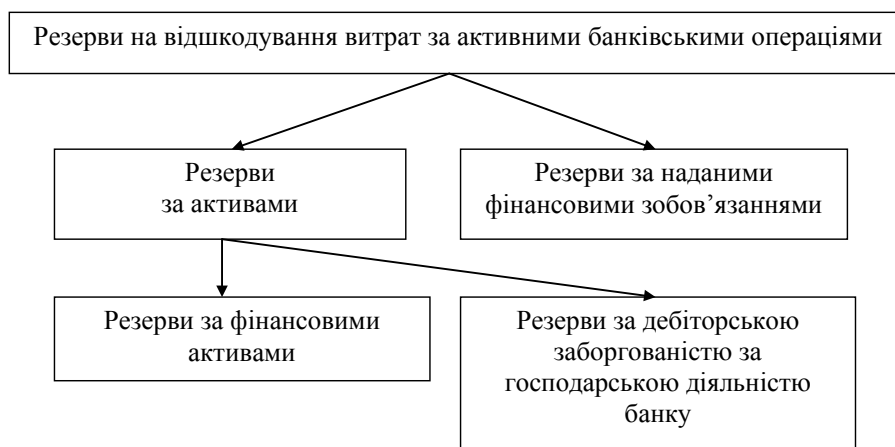 Резерви на відшкодування витрат за активними банківськими операціями
Резерви
за активами
Резерви за наданими
фінансовими зобов’язаннями
Резерви за фінансовими
активами
Резерви за дебіторською
заборгованістю за
господарською діяльністю
банку